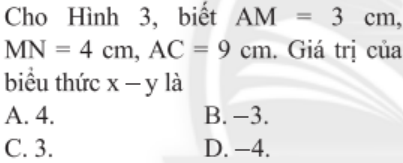 Cho Hình 3, biết AM = 3 cm,
MN = 4 cm, AC = 9 cm. Giá trị của
biểu thức x – y là
A. 4. B. –3.
C. 3. D. –4.